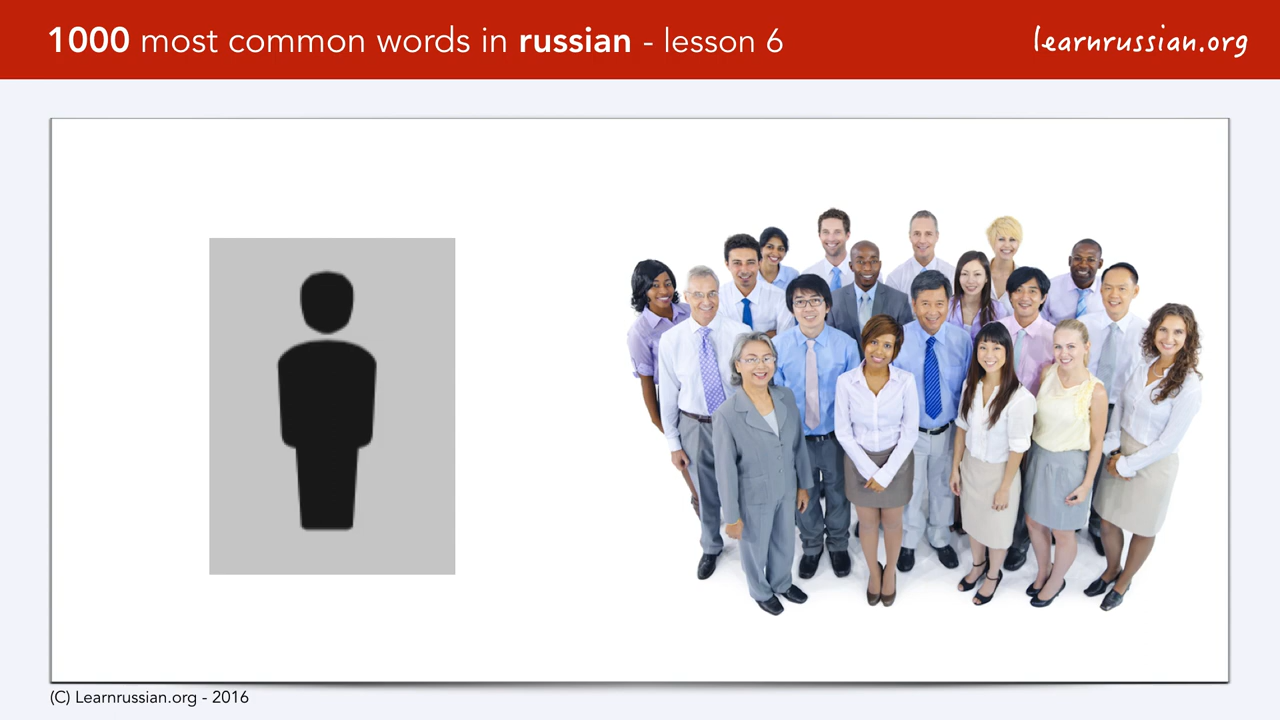 1000 most common words in russian - lesson 6
learnrussian.org
(C) Learnrussian.org - 2016